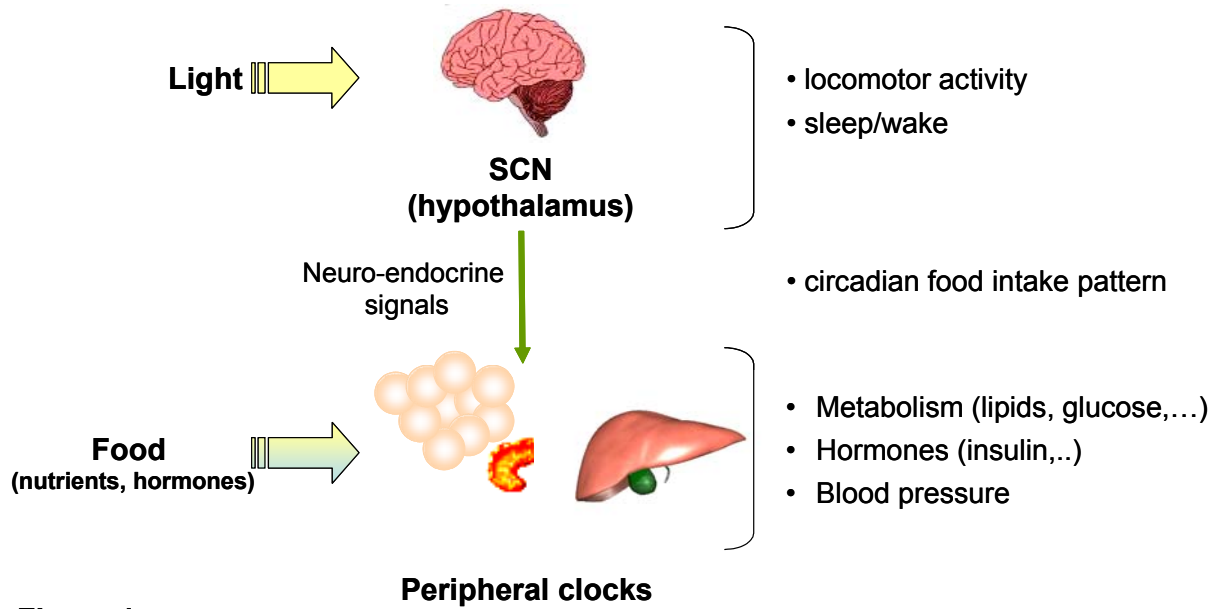 Light
• locomotor activity
• sleep/wake
SCN
(hypothalamus)
Neuro-endocrine
signals
• circadian food intake pattern
Food
(nutrients, hormones)
• Metabolism (lipids, glucose,...)
• Hormones (insulin,..)
• Blood pressure
Peripheral clocks